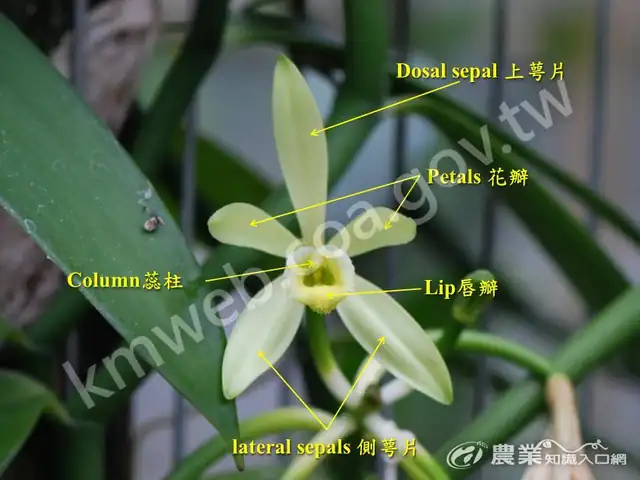 Dosal sepal 上萼片
Petals 花瓣
Column蕊柱
Lip唇瓣
lateral sepals 側萼片
kmweb.coa.gov.tw
農業知識入口網